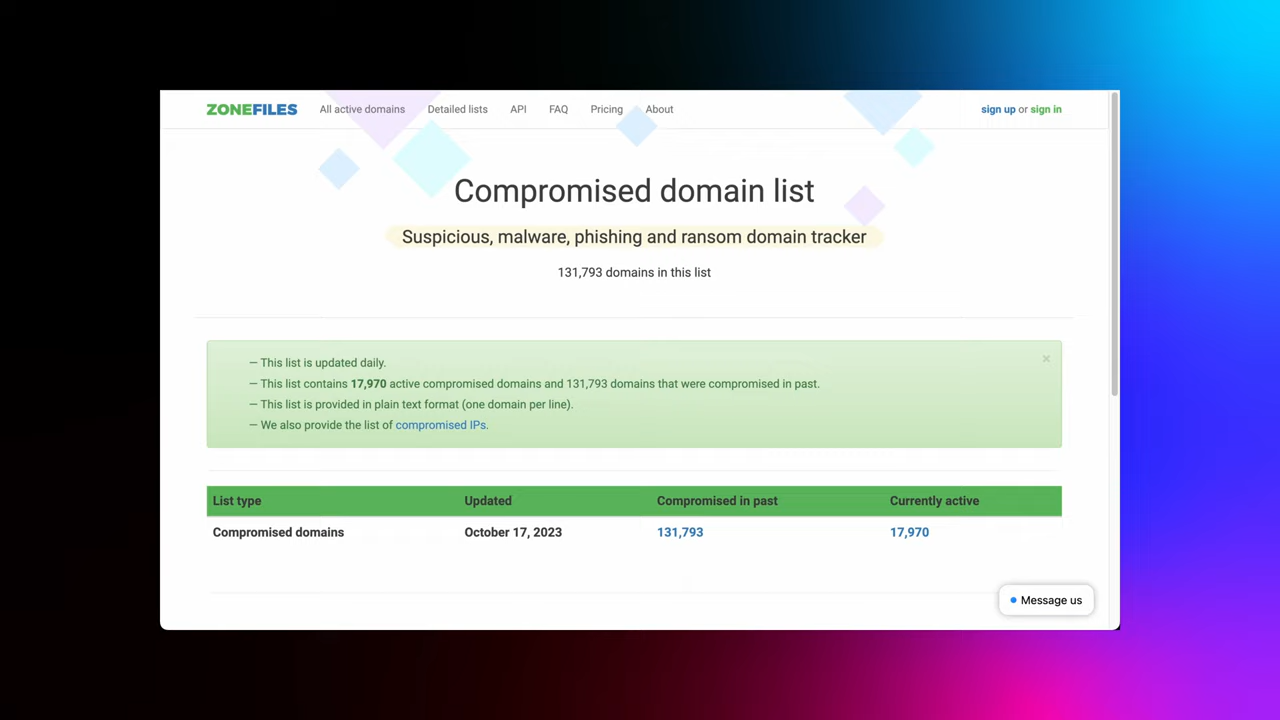 ZONEFILES All active domains Detailed lists API FAQ Pricing About sign up or sign in
Compromised domain list
Suspicious, malware, phishing and ransom domain tracker
131,793 domains in this list
— This list is updated daily. ×
— This list contains 17,970 active compromised domains and 131,793 domains that were compromised in past.
— This list is provided in plain text format (one domain per line).
— We also provide the list of compromised IPs.
List type Updated Compromised in past Currently active
Compromised domains October 17, 2023 131,793 17,970
Message us